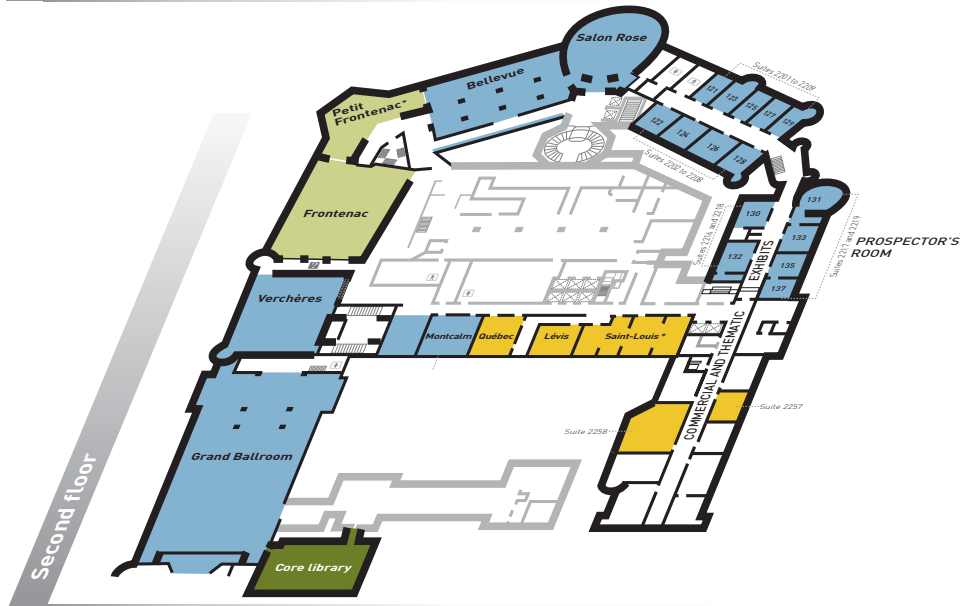 Salon Rose
Bellevue
Petit
Frontenac*
Suites 2201 to 2209
121
123
125
127
129
122
124
126
128
Suites 2202 to 2208
Frontenac
131
130
133
132
135
137
Suites 2216 and 2218
Suites 2217 and 2219
PROSPECTOR'S
ROOM
COMMERCIAL AND THEMATIC EXHIBITS
Verchères
Montcalm
Québec
Lévis
Saint-Louis*
Suite 2257
Suite 2258
Grand Ballroom
Core library
Second floor